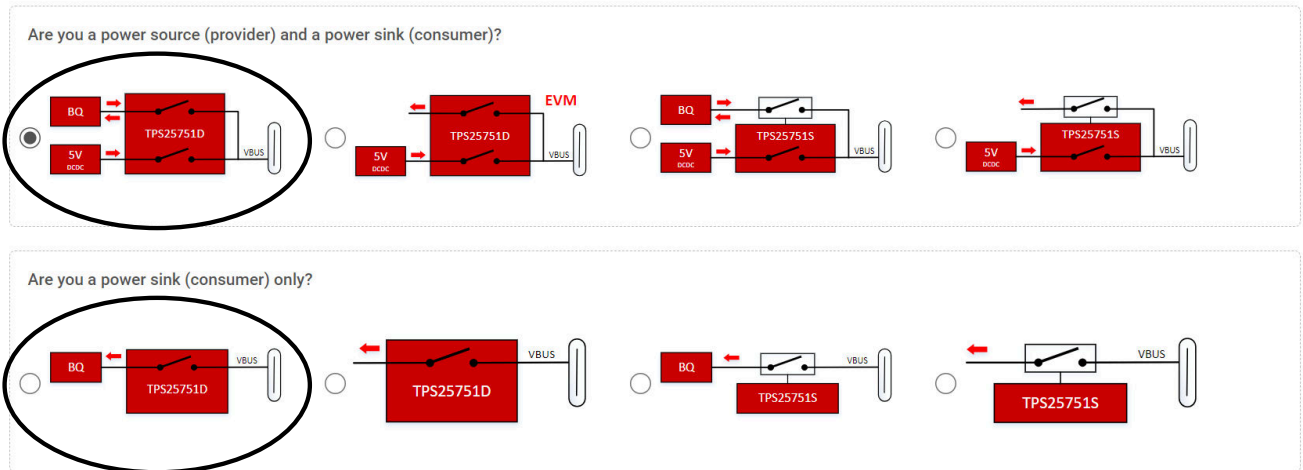 Are you a power source (provider) and a power sink (consumer)?
BQ
TPS25751D
5V
DCDC
VBUS
EVM
TPS25751D
5V
DCDC
VBUS
BQ
TPS25751S
5V
DCDC
VBUS
TPS25751S
5V
DCDC
VBUS
Are you a power sink (consumer) only?
BQ
VBUS
TPS25751D
VBUS
TPS25751D
BQ
VBUS
TPS25751S
VBUS
TPS25751S